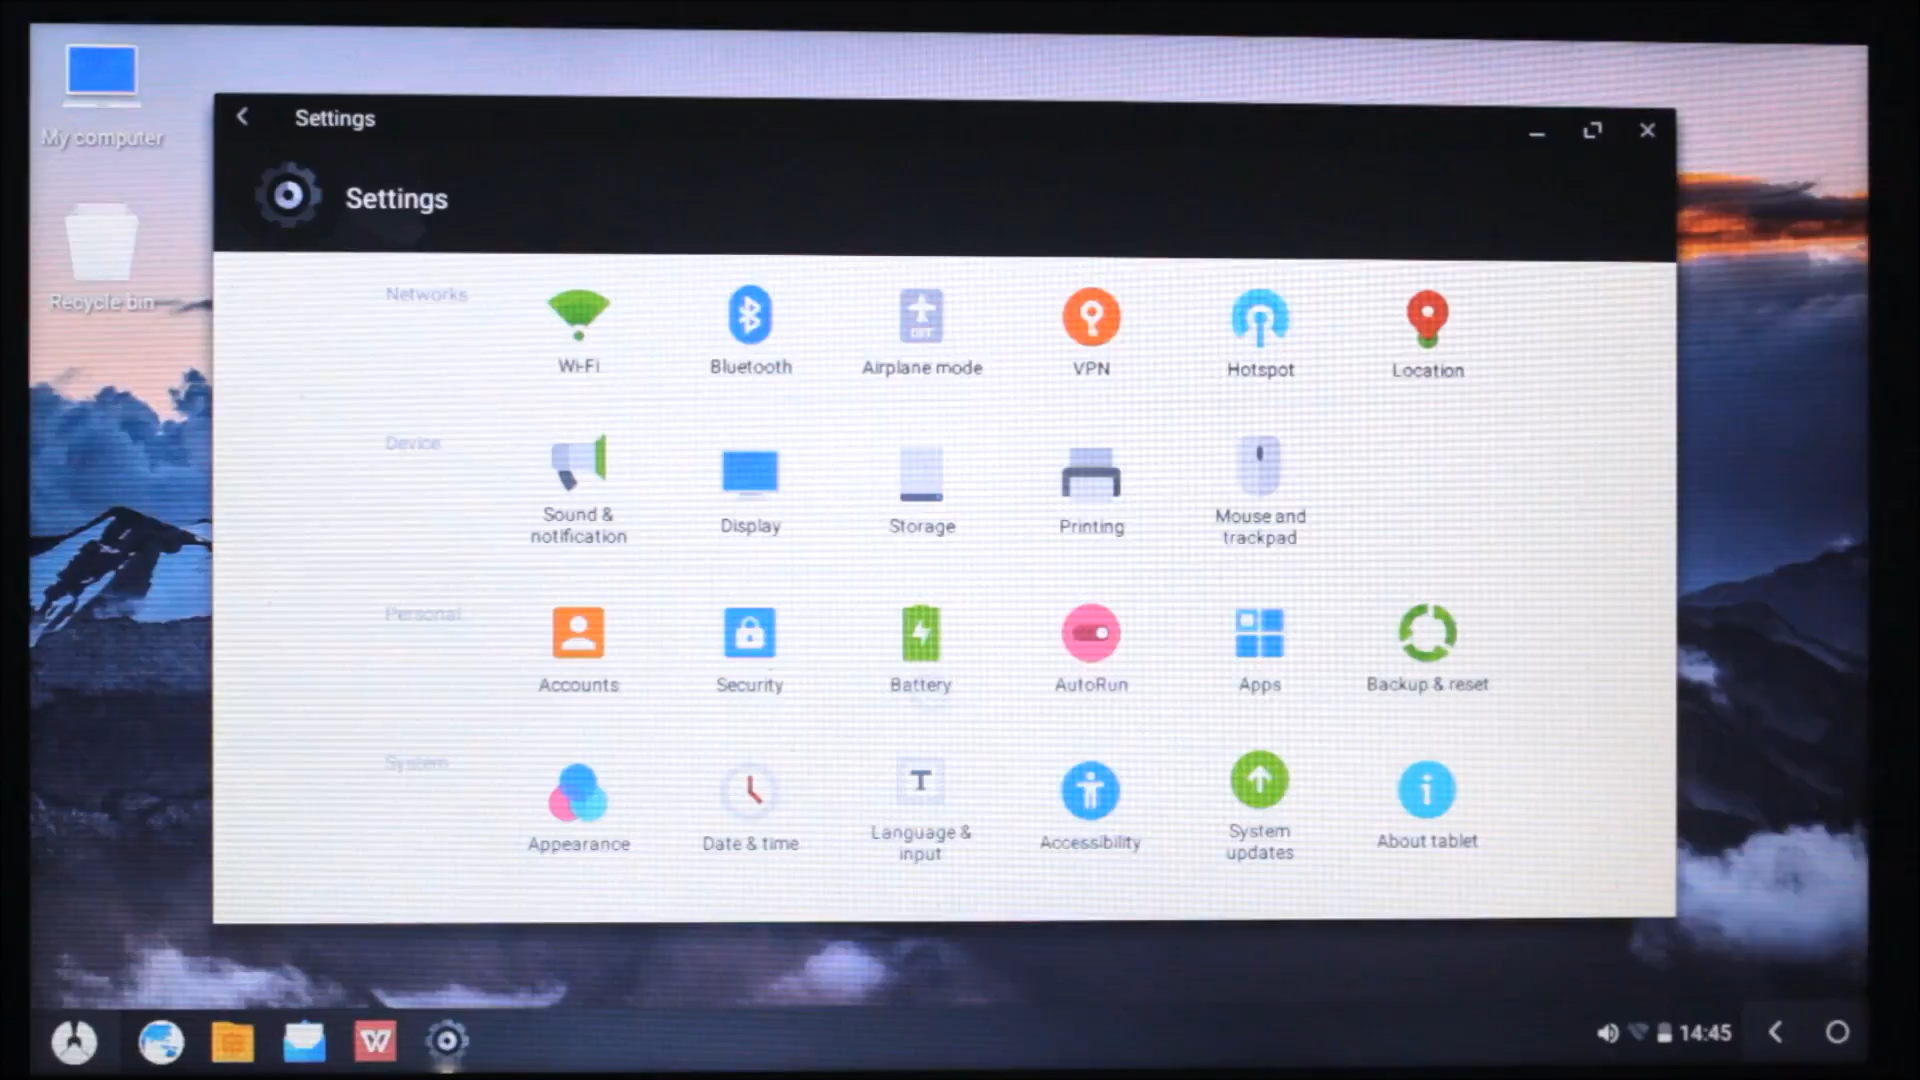 My computer
Recycle bin
Settings
Settings
Networks
Wi-Fi
Bluetooth
OFF
Airplane mode
VPN
Hotspot
Location
Device
Sound &
notification
Display
Storage
Printing
Mouse and
trackpad
Personal
Accounts
Security
Battery
AutoRun
Apps
Backup & reset
System
Appearance
Date & time
T
Language &
input
Accessibility
System
updates
i
About tablet
W
14:45